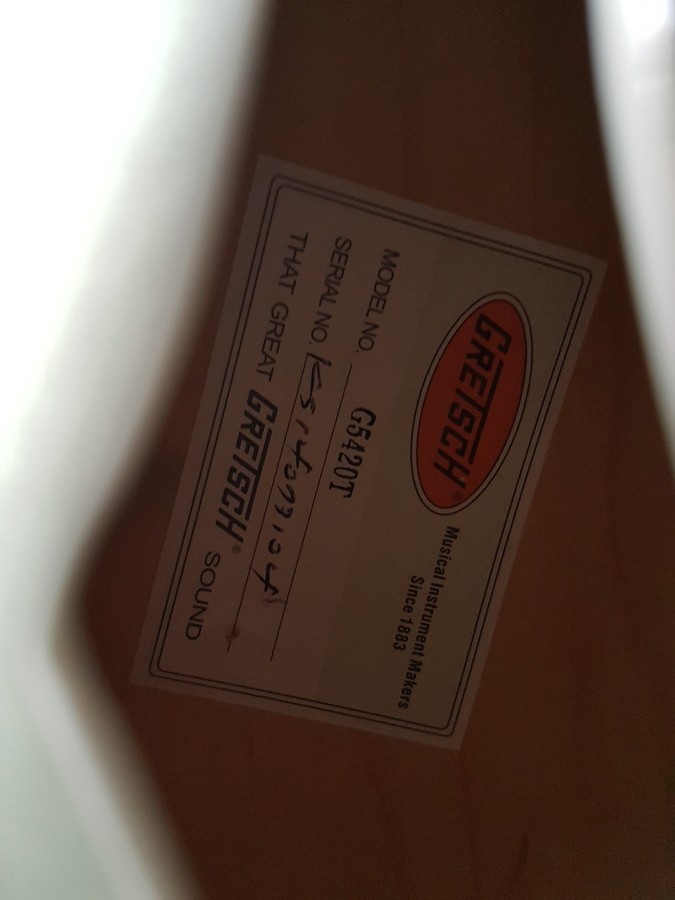 GRETSCH®
Musical Instrument Makers
Since 1883
MODEL NO. G5420T
SERIAL NO.
THAT GREAT GRETSCH® SOUND